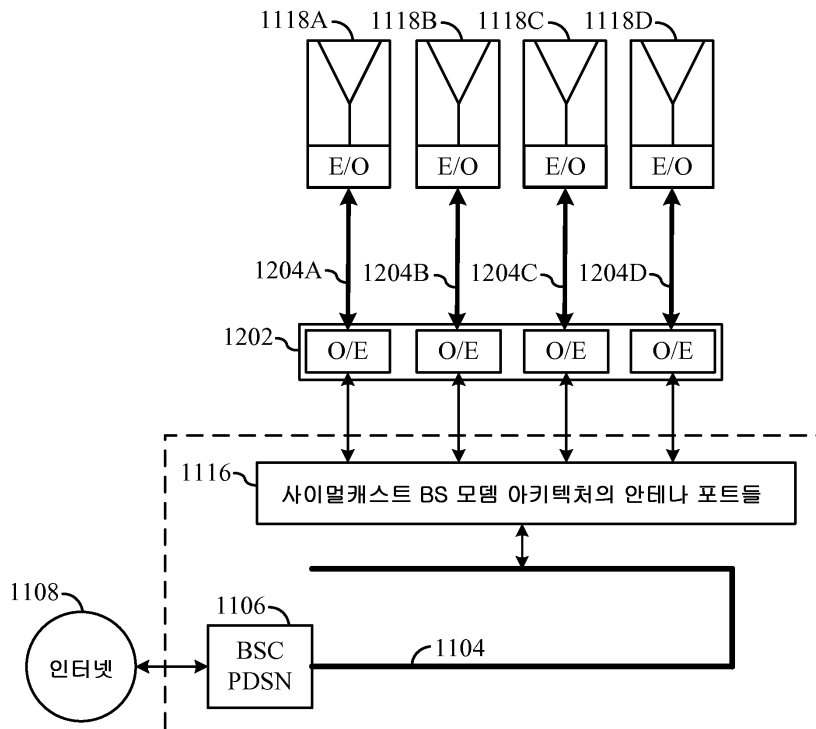 1118A 1118B 1118C 1118D
E/O E/O E/O E/O
1204A 1204B 1204C 1204D
1202
O/E O/E O/E O/E
1116
사이멀캐스트 BS 모뎀 아키텍처의 안테나 포트들
1108
1106
인터넷
BSC
PDSN
1104